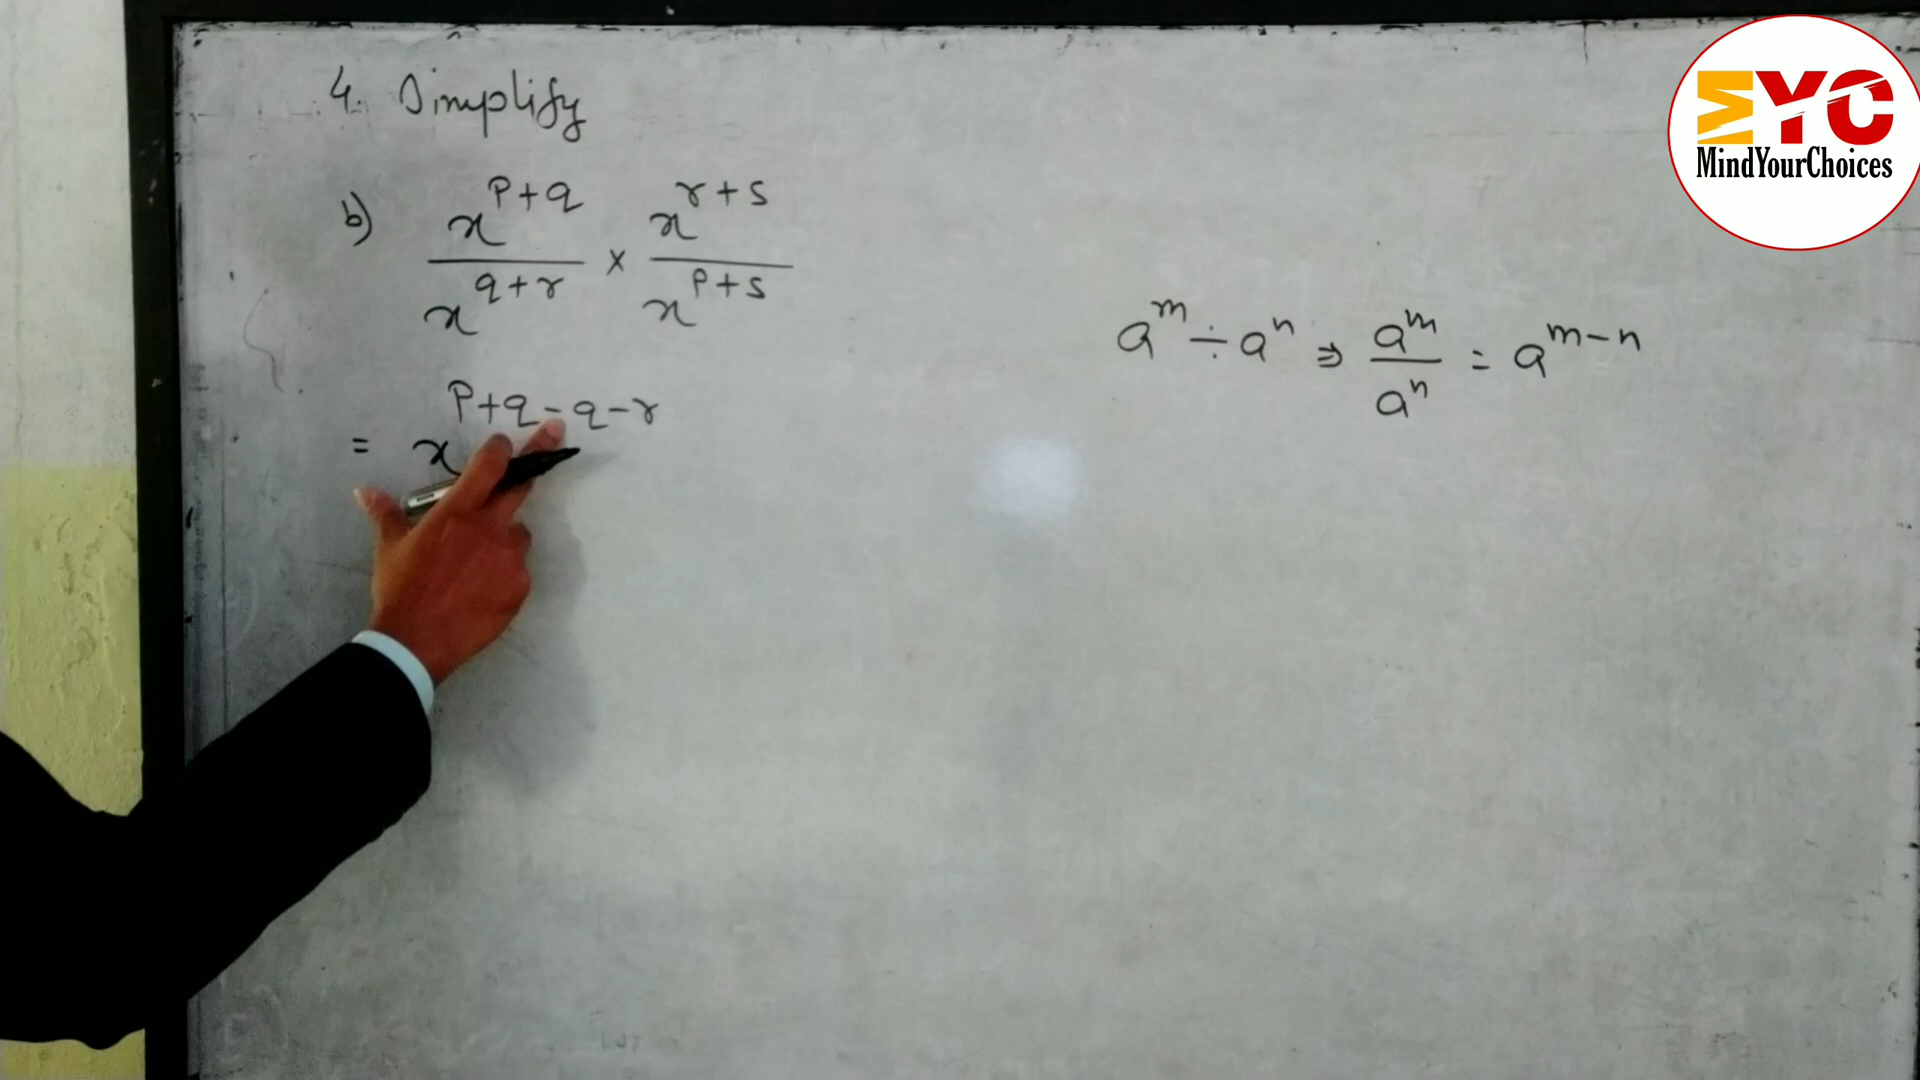 4. Simplify
b) x^(p+q) / x^(q+r) × x^(r+s) / x^(p+s)
a^m ÷ a^n ⇒ a^m / a^n = a^(m-n)
= x^(p+q-q-r)
MYC
MindYourChoices